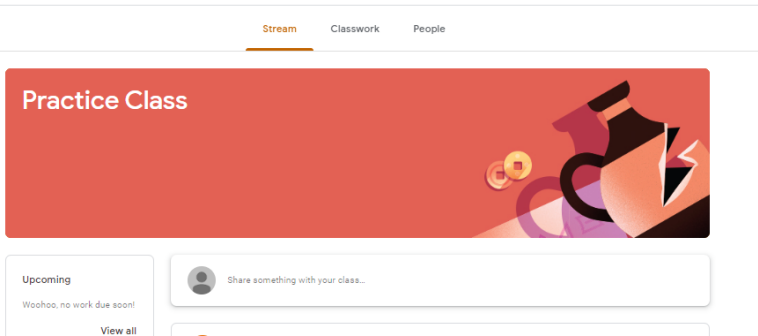 Stream Classwork People
Practice Class
Upcoming
Woohoo, no work due soon!
View all
Share something with your class...